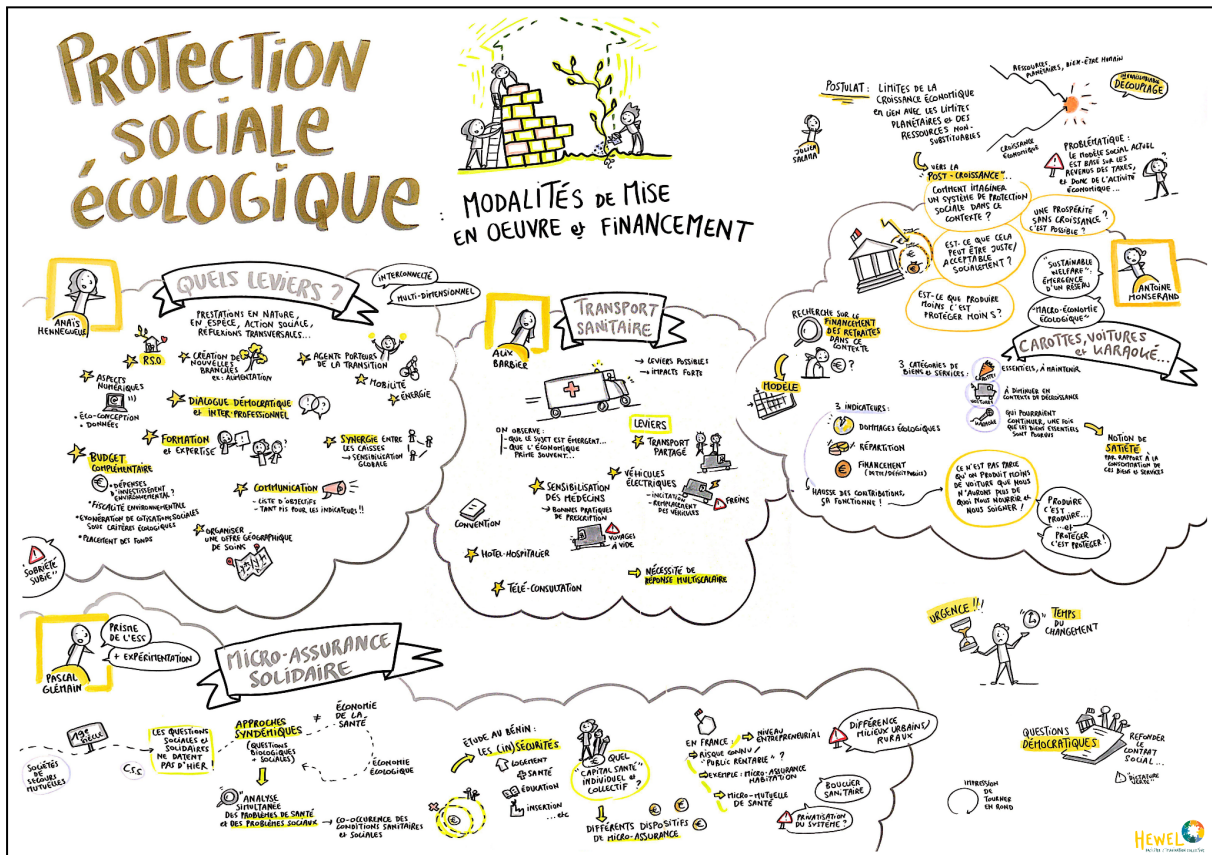 PROTECTION
SOCIALE
ÉCOLOGIQUE
: MODALITÉS DE MISE
EN OEUVRE et FINANCEMENT
QUELS LEVIERS ?
INTERCONNECTÉ
MULTI-DIMENSIONNEL
ANAÏS
HENNEGUELLE
PRESTATIONS EN NATURE,
EN ESPÈCE, ACTION SOCIALE,
RÉFLEXIONS TRANSVERSALES...
R.S.O
CRÉATION DE
NOUVELLES
BRANCHES
ex: ALIMENTATION
AGENTS PORTEURS
DE LA TRANSITION
MOBILITÉ
ÉNERGIE
ASPECTS
NUMÉRIQUES
• ÉCO-CONCEPTION
• DONNÉES
DIALOGUE DÉMOCRATIQUE
et INTER-PROFESSIONNEL
FORMATION
et EXPERTISE
SYNERGIE ENTRE
LES CAISSES
→ SENSIBILISATION
GLOBALE
BUDGET
COMPLÉMENTAIRE
• DÉPENSES
D'INVESTISSEMENT ?
ENVIRONNEMENTAL ?
• FISCALITÉ ENVIRONNEMENTALE
• EXONÉRATION DE COTISATIONS SOCIALES
SOUS CRITÈRES ÉCOLOGIQUES
• PLACEMENT DES FONDS
COMMUNICATION
- LISTE D'OBJECTIFS
- TANT PIS POUR LES INDICATEURS !!
ORGANISER
UNE OFFRE GÉOGRAPHIQUE
DE SOINS
"SOBRIÉTÉ
SUBIE"
TRANSPORT
SANITAIRE
ALIX
BARBIER
→ LEVIERS POSSIBLES
→ IMPACTS FORTS
ON OBSERVE :
- QUE LE SUJET EST ÉMERGENT...
- QUE L'ÉCONOMIQUE
PRIME SOUVENT...
LEVIERS
TRANSPORT
PARTAGÉ
VÉHICULES
ÉLECTRIQUES
- INCITATION
- REMPLACEMENT
DES VÉHICULES
FREINS
SENSIBILISATION
DES MÉDECINS
→ BONNES PRATIQUES
DE PRESCRIPTION
VOYAGES
À VIDE
CONVENTION
HOTEL-HOSPITALIER
TÉLÉ-CONSULTATION
NÉCESSITÉ DE
RÉPONSE MULTISCALAIRE
POSTULAT : LIMITES DE LA
CROISSANCE ÉCONOMIQUE
EN LIEN AVEC LES LIMITES
PLANÉTAIRES et DES
RESSOURCES NON-
SUBSTITUABLES
RESSOURCES
PLANÉTAIRES, BIEN-ÊTRE HUMAIN
DÉCOUPLAGE
CROISSANCE
ÉCONOMIQUE
PROBLÉMATIQUE :
LE MODÈLE SOCIAL ACTUEL
EST BASÉ SUR LES
REVENUS DES TAXES,
et DONC DE L'ACTIVITÉ
ÉCONOMIQUE...
VERS LA
"POST-CROISSANCE"...
COMMENT IMAGINER
UN SYSTÈME DE PROTECTION
SOCIALE DANS CE
CONTEXTE ?
UNE PROSPÉRITÉ
SANS CROISSANCE ?
C'EST POSSIBLE ?
EST-CE QUE CELA
PEUT ÊTRE JUSTE/
ACCEPTABLE
SOCIALEMENT ?
EST-CE QUE PRODUIRE
MOINS C'EST
PROTÉGER MOINS ?
"SUSTAINABLE
WELFARE":
ÉMERGENCE
D'UN RÉSEAU
"MACRO-ÉCONOMIE
ÉCOLOGIQUE"
ANTOINE
MONSERAND
CAROTTES, VOITURES
et KARAOKÉ...
RECHERCHE SUR LE
FINANCEMENT
DES RETRAITES
DANS CE
CONTEXTE
€ ?
MODÈLE
3 CATÉGORIES DE
BIENS et SERVICES :
CAROTTES
ESSENTIELS, À MAINTENIR
VOITURES
À DIMINUER EN
CONTEXTE DE DÉCROISSANCE
KARAOKÉ
QUI POURRAIENT
CONTINUER, UNE FOIS
QUE LES BIENS ESSENTIELS
SONT POURVUS
NOTION DE
SATIÉTÉ
PAR RAPPORT À LA
CONSOMMATION DE
CES BIENS et SERVICES
3 INDICATEURS:
DOMMAGES ÉCOLOGIQUES
RÉPARTITION
FINANCEMENT
(DETTE/DÉFICIT PUBLICS)
HAUSSE DES CONTRIBUTIONS,
ÇA FONCTIONNE !
CE N'EST PAS PARCE
QU'ON PRODUIT MOINS
DE VOITURE QUE NOUS
N'AURONS PLUS DE
QUOI NOUS NOURRIR et
NOUS SOIGNER !
PRODUIRE
C'EST
PRODUIRE...
...et
PROTÉGER
C'EST PROTÉGER !
PASCAL
GLÉMAIN
PRISME
DE L'ESS
+ EXPÉRIMENTATION
MICRO-ASSURANCE
SOLIDAIRE
19e SIÈCLE
SOCIÉTÉS
DE
SECOURS
MUTUELLES
C.S.S
LES QUESTIONS
SOCIALES et
SOLIDAIRES
NE DATENT
PAS D'HIER !
APPROCHES
SYNDÉMIQUES
(QUESTIONS
BIOLOGIQUES
+ SOCIALES)
≠
ÉCONOMIE
DE LA
SANTÉ
ÉCONOMIE
ÉCOLOGIQUE
ANALYSE
SIMULTANÉE
DES PROBLÈMES DE SANTÉ
et DES PROBLÈMES SOCIAUX
→ CO-OCCURENCE DES
CONDITIONS SANITAIRES
et SOCIALES
ÉTUDE AU BÉNIN :
LES (IN)SÉCURITÉS
LOGEMENT
SANTÉ
ÉDUCATION
INSERTION
... etc
QUEL
"CAPITAL SANTÉ"
INDIVIDUEL et
COLLECTIF ?
DIFFÉRENTS DISPOSITIFS
DE MICRO-ASSURANCE
EN FRANCE :
NIVEAU
ENTREPRENEURIAL
RISQUE CONNU /
"PUBLIC RENTABLE" ?
EXEMPLE : MICRO-ASSURANCE
HABITATION
MICRO-MUTUELLE
DE SANTÉ
DIFFÉRENCE
MILIEUX URBAINS/
RURAUX
BOUCLIER
SANITAIRE
PRIVATISATION
DU SYSTÈME ?
URGENCE !!!
"TEMPS"
DU
CHANGEMENT
QUESTIONS
DÉMOCRATIQUES
REFONDER
LE
CONTRAT
SOCIAL...
"DICTATURE
VERTE"
IMPRESSION
DE
TOURNER
EN ROND
HEWEL